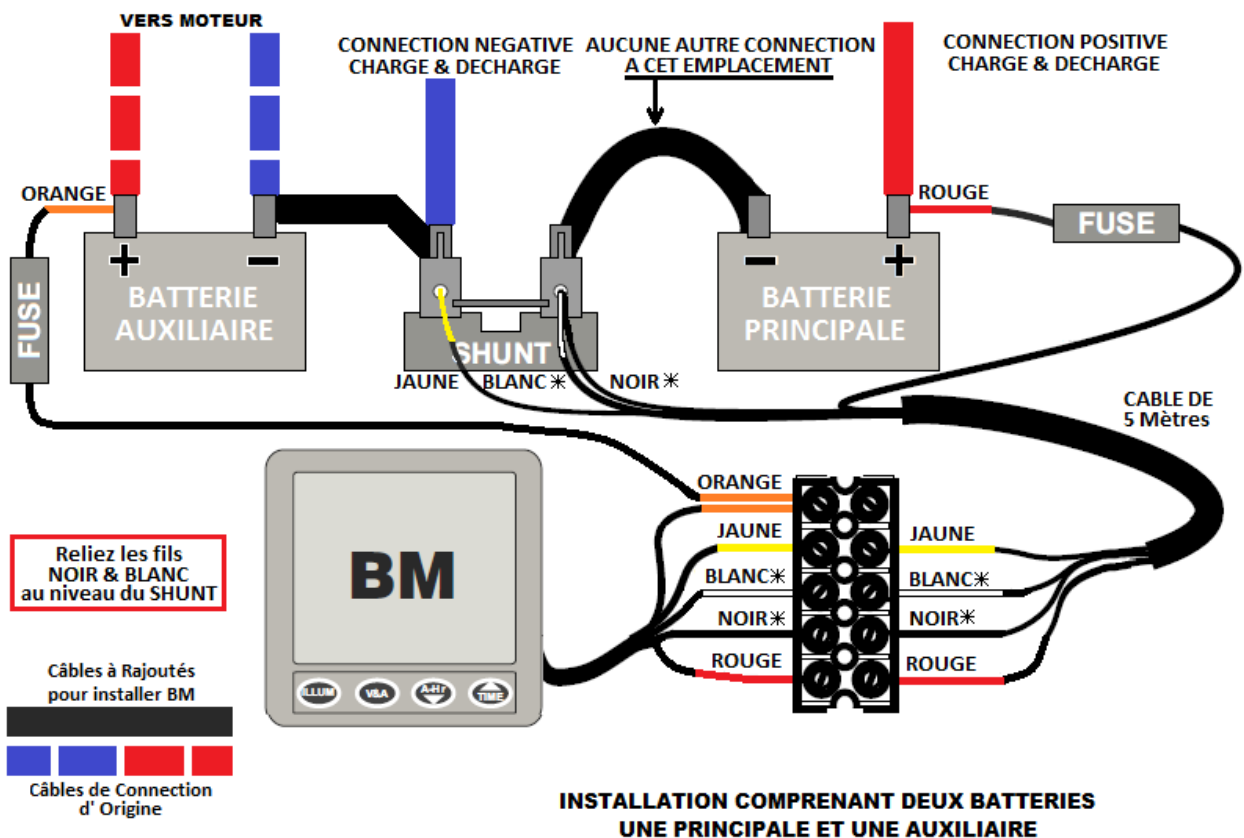 VERS MOTEUR
CONNECTION NEGATIVE
CHARGE & DECHARGE
AUCUNE AUTRE CONNECTION
A CET EMPLACEMENT
CONNECTION POSITIVE
CHARGE & DECHARGE
ORANGE
ROUGE
FUSE
FUSE
+
−
BATTERIE
AUXILIAIRE
−
+
BATTERIE
PRINCIPALE
SHUNT
JAUNE
BLANC*
NOIR*
CABLE DE
5 Mètres
BM
ILLUM
V&A
A-Hr
TIME
ORANGE
JAUNE
BLANC*
NOIR*
ROUGE
JAUNE
BLANC*
NOIR*
ROUGE
Reliez les fils
NOIR & BLANC
au niveau du SHUNT
Câbles à Rajoutés
pour installer BM
Câbles de Connection
d' Origine
INSTALLATION COMPRENANT DEUX BATTERIES
UNE PRINCIPALE ET UNE AUXILIAIRE